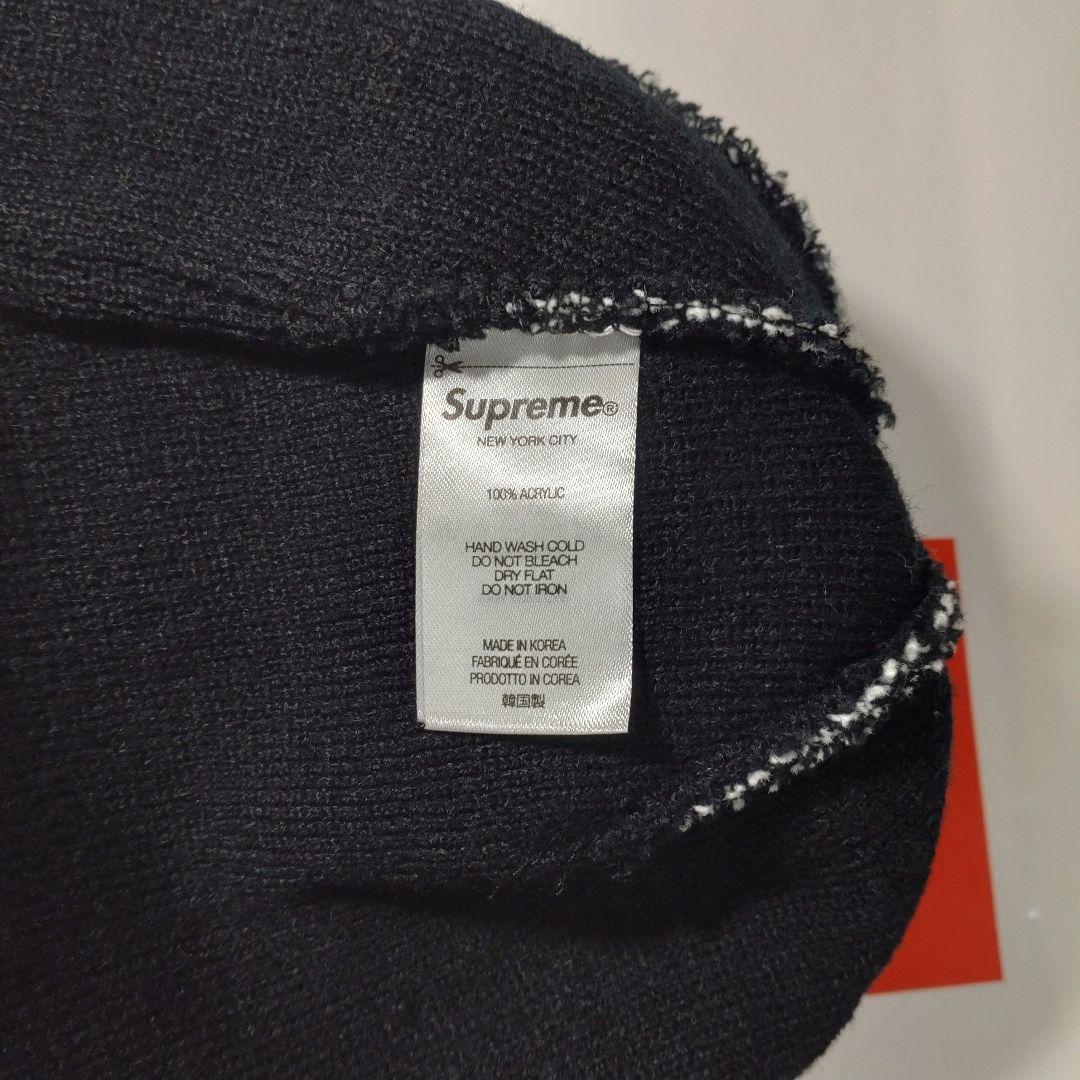 Supreme®
NEW YORK CITY
100% ACRYLIC
HAND WASH COLD
DO NOT BLEACH
DRY FLAT
DO NOT IRON
MADE IN KOREA
FABRIQUÉ EN CORÉE
PRODOTTO IN COREA
韓国製